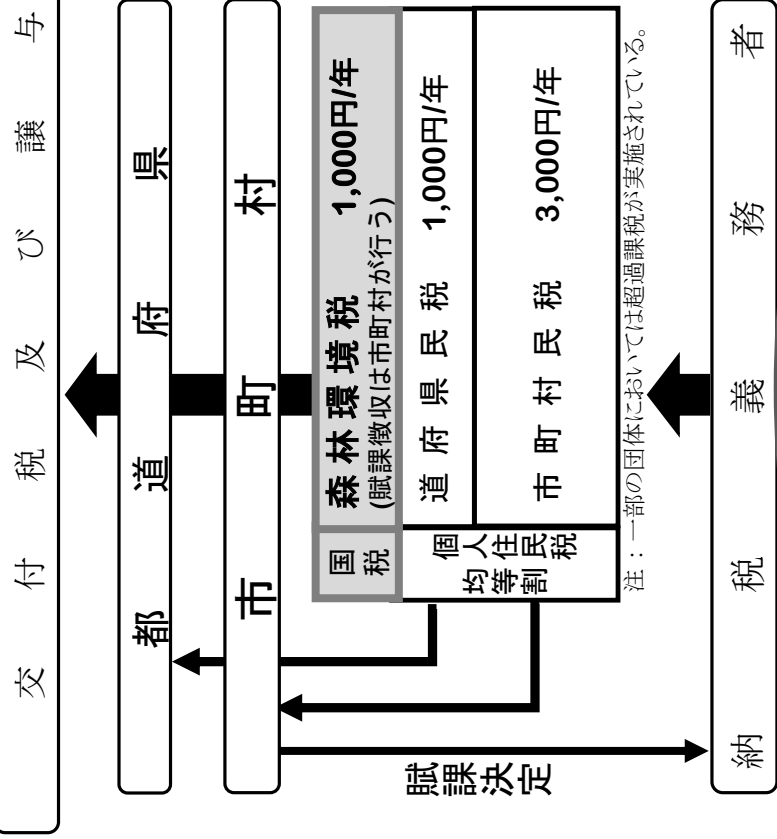 交付税及び譲与
都道府県
市町村
国税
森林環境税 1,000円/年
(賦課徴収は市町村が行う)
個人住民税
均等割
道府県民税 1,000円/年
市町村民税 3,000円/年
注：一部の団体においては超過課税が実施されている。
賦課決定
納税義務者